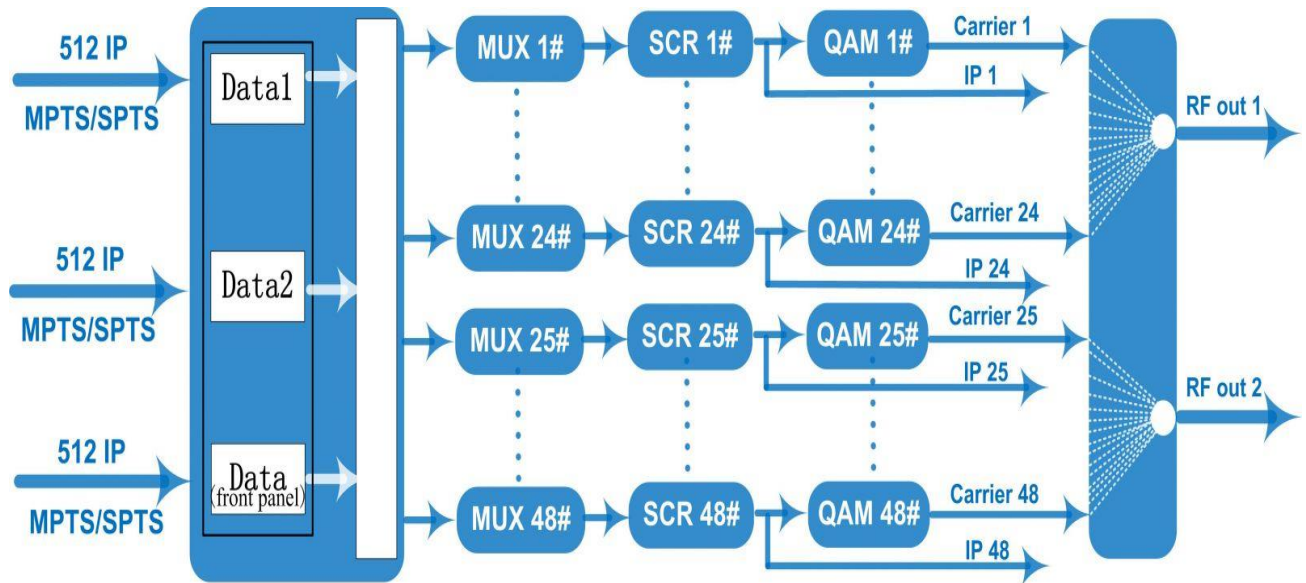 512 IP
MPTS/SPTS
512 IP
MPTS/SPTS
512 IP
MPTS/SPTS
Data1
Data2
Data
(front panel)
MUX 1#
SCR 1#
QAM 1#
Carrier 1
IP 1
MUX 24#
SCR 24#
QAM 24#
Carrier 24
IP 24
MUX 25#
SCR 25#
QAM 25#
Carrier 25
IP 25
MUX 48#
SCR 48#
QAM 48#
Carrier 48
IP 48
RF out 1
RF out 2